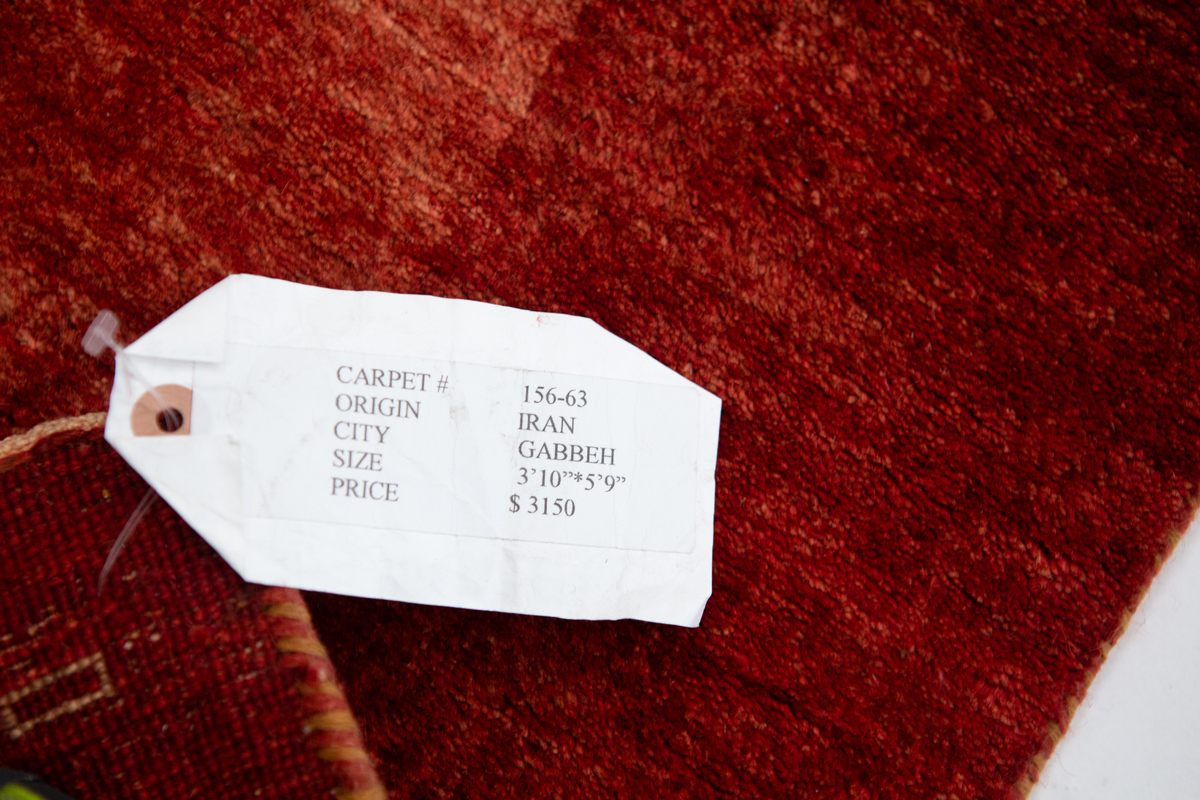 CARPET # 156-63
ORIGIN IRAN
CITY GABBEH
SIZE 3’10”*5’9”
PRICE $ 3150